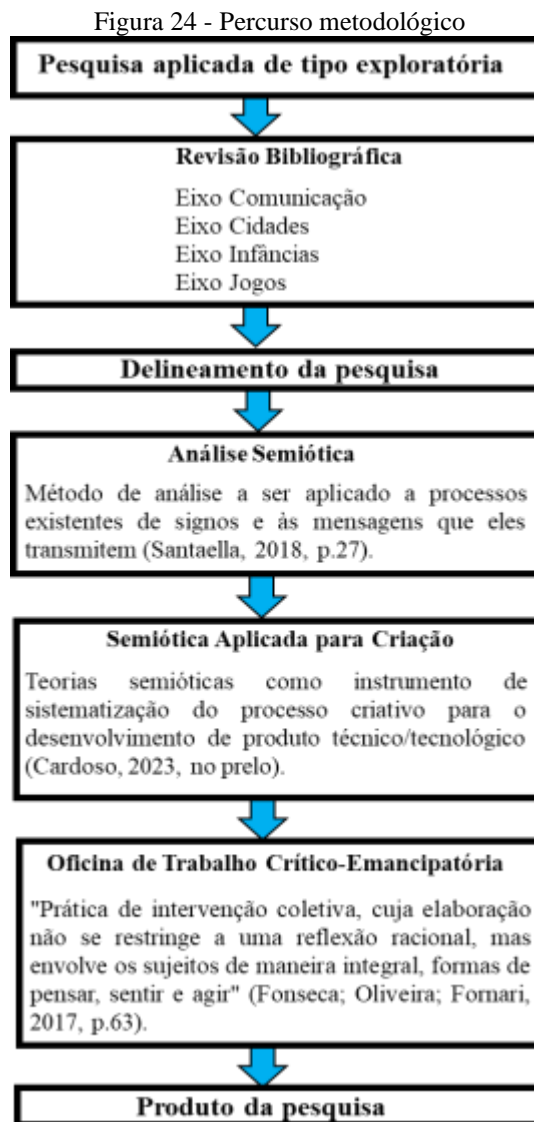 Figura 24 - Percurso metodológico
Pesquisa aplicada de tipo exploratória
Revisão Bibliográfica
Eixo Comunicação
Eixo Cidades
Eixo Infâncias
Eixo Jogos
Delineamento da pesquisa
Análise Semiótica
Método de análise a ser aplicado a processos
existentes de signos e às mensagens que eles
transmitem (Santaella, 2018, p.27).
Semiótica Aplicada para Criação
Teorias semióticas como instrumento de
sistematização do processo criativo para o
desenvolvimento de produto técnico/tecnológico
(Cardoso, 2023, no prelo).
Oficina de Trabalho Crítico-Emancipatória
"Prática de intervenção coletiva, cuja elaboração
não se restringe a uma reflexão racional, mas
envolve os sujeitos de maneira integral, formas de
pensar, sentir e agir" (Fonseca; Oliveira; Fornari,
2017, p.63).
Produto da pesquisa